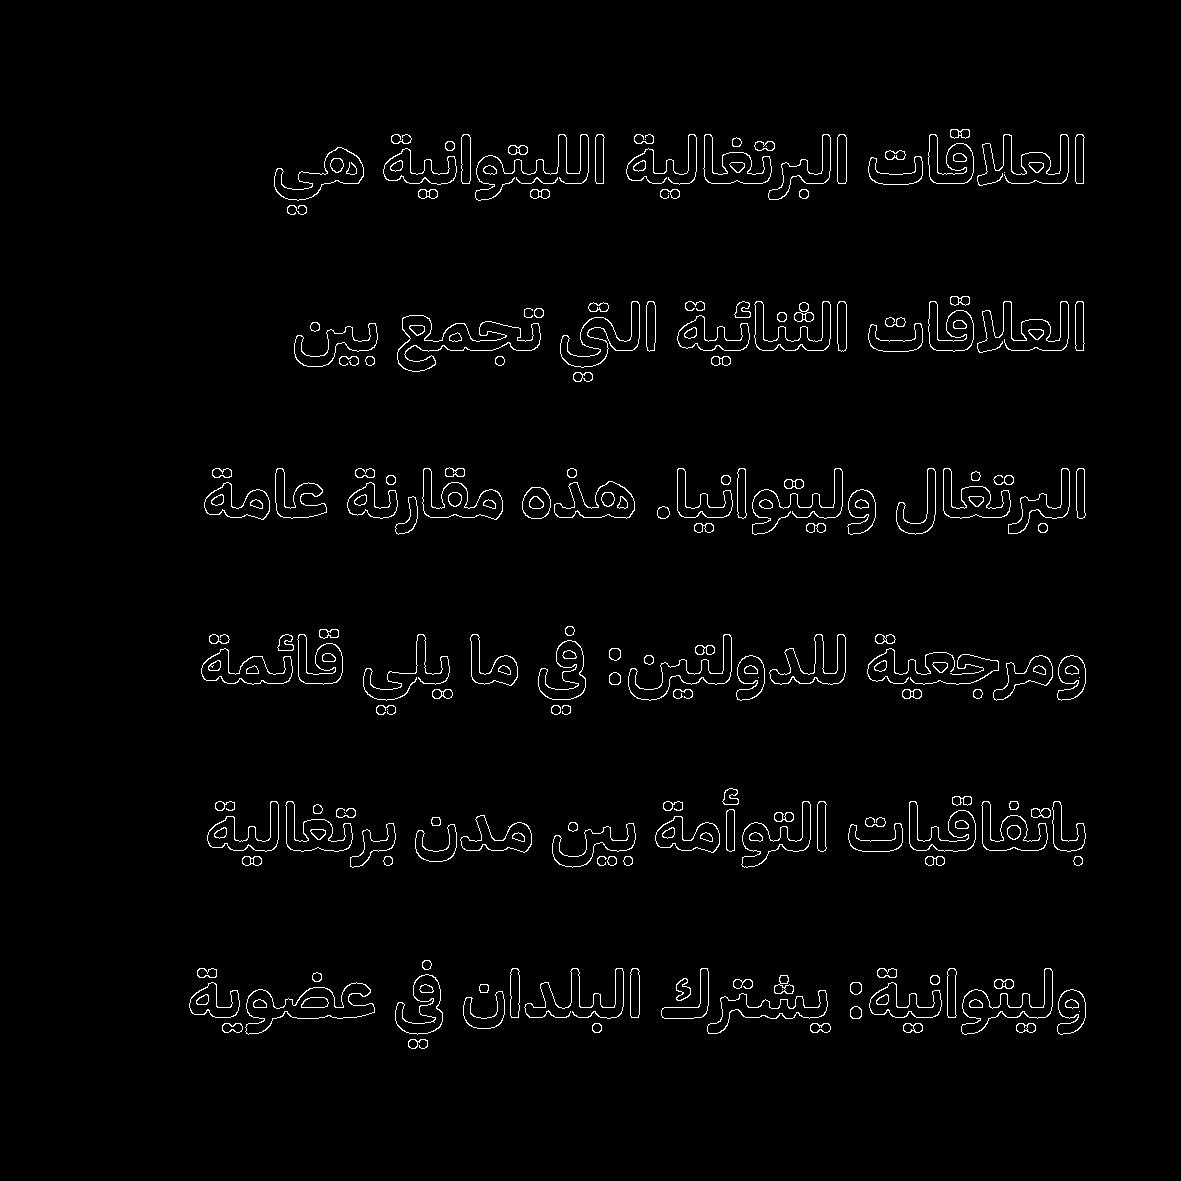 العلاقات البرتغالية الليتوانية هي
العلاقات الثنائية التي تجمع بين
البرتغال وليتوانيا. هذه مقارنة عامة
ومرجعية للدولتين: في ما يلي قائمة
باتفاقيات التوأمة بين مدن برتغالية
وليتوانية: يشترك البلدان في عضوية